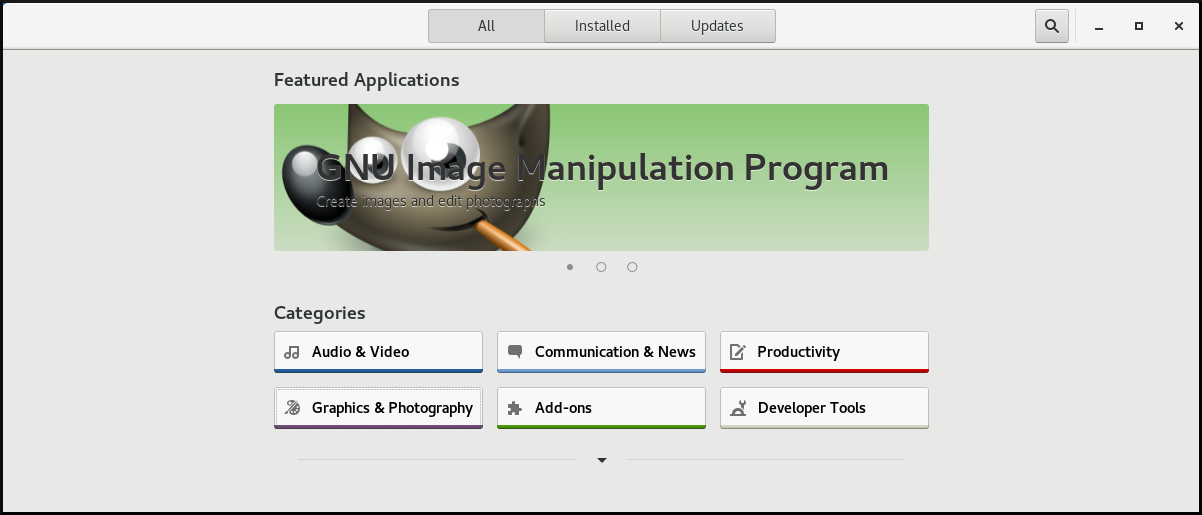 All Installed Updates
Featured Applications
GNU Image Manipulation Program
Create images and edit photographs
Categories
Audio & Video Communication & News Productivity
Graphics & Photography Add-ons Developer Tools